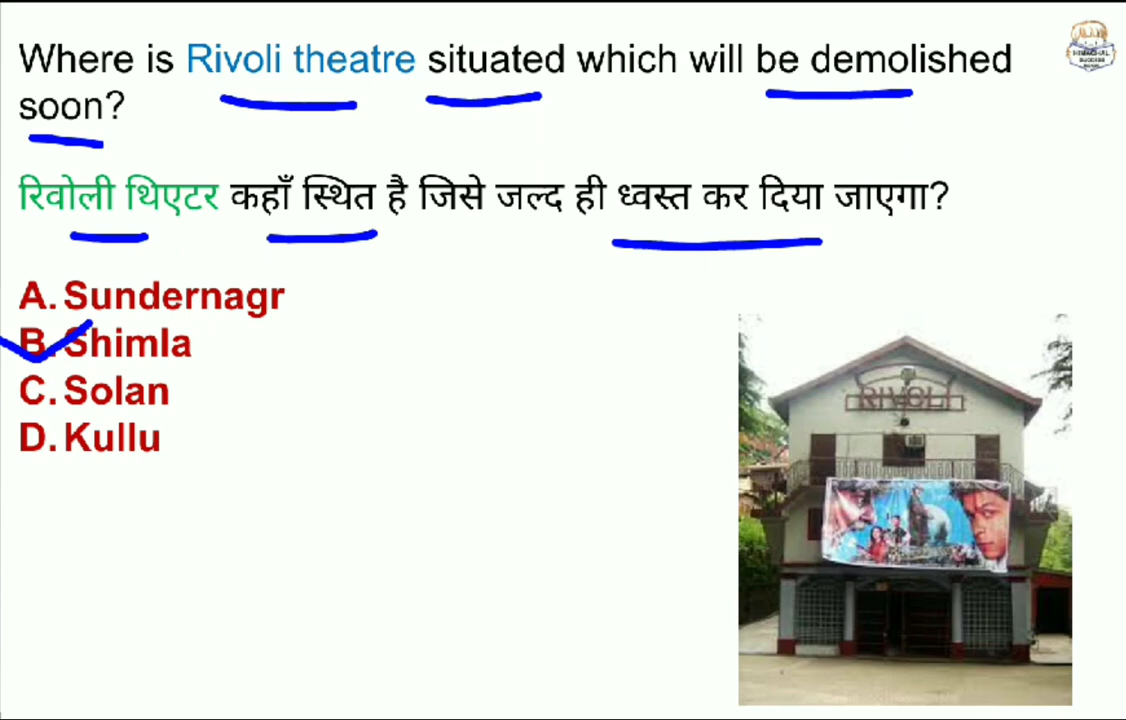 Where is Rivoli theatre situated which will be demolished
soon?
रिवोली थिएटर कहाँ स्थित है जिसे जल्द ही ध्वस्त कर दिया जाएगा?
A. Sundernagr
B. Shimla
C. Solan
D. Kullu
RIVOLI